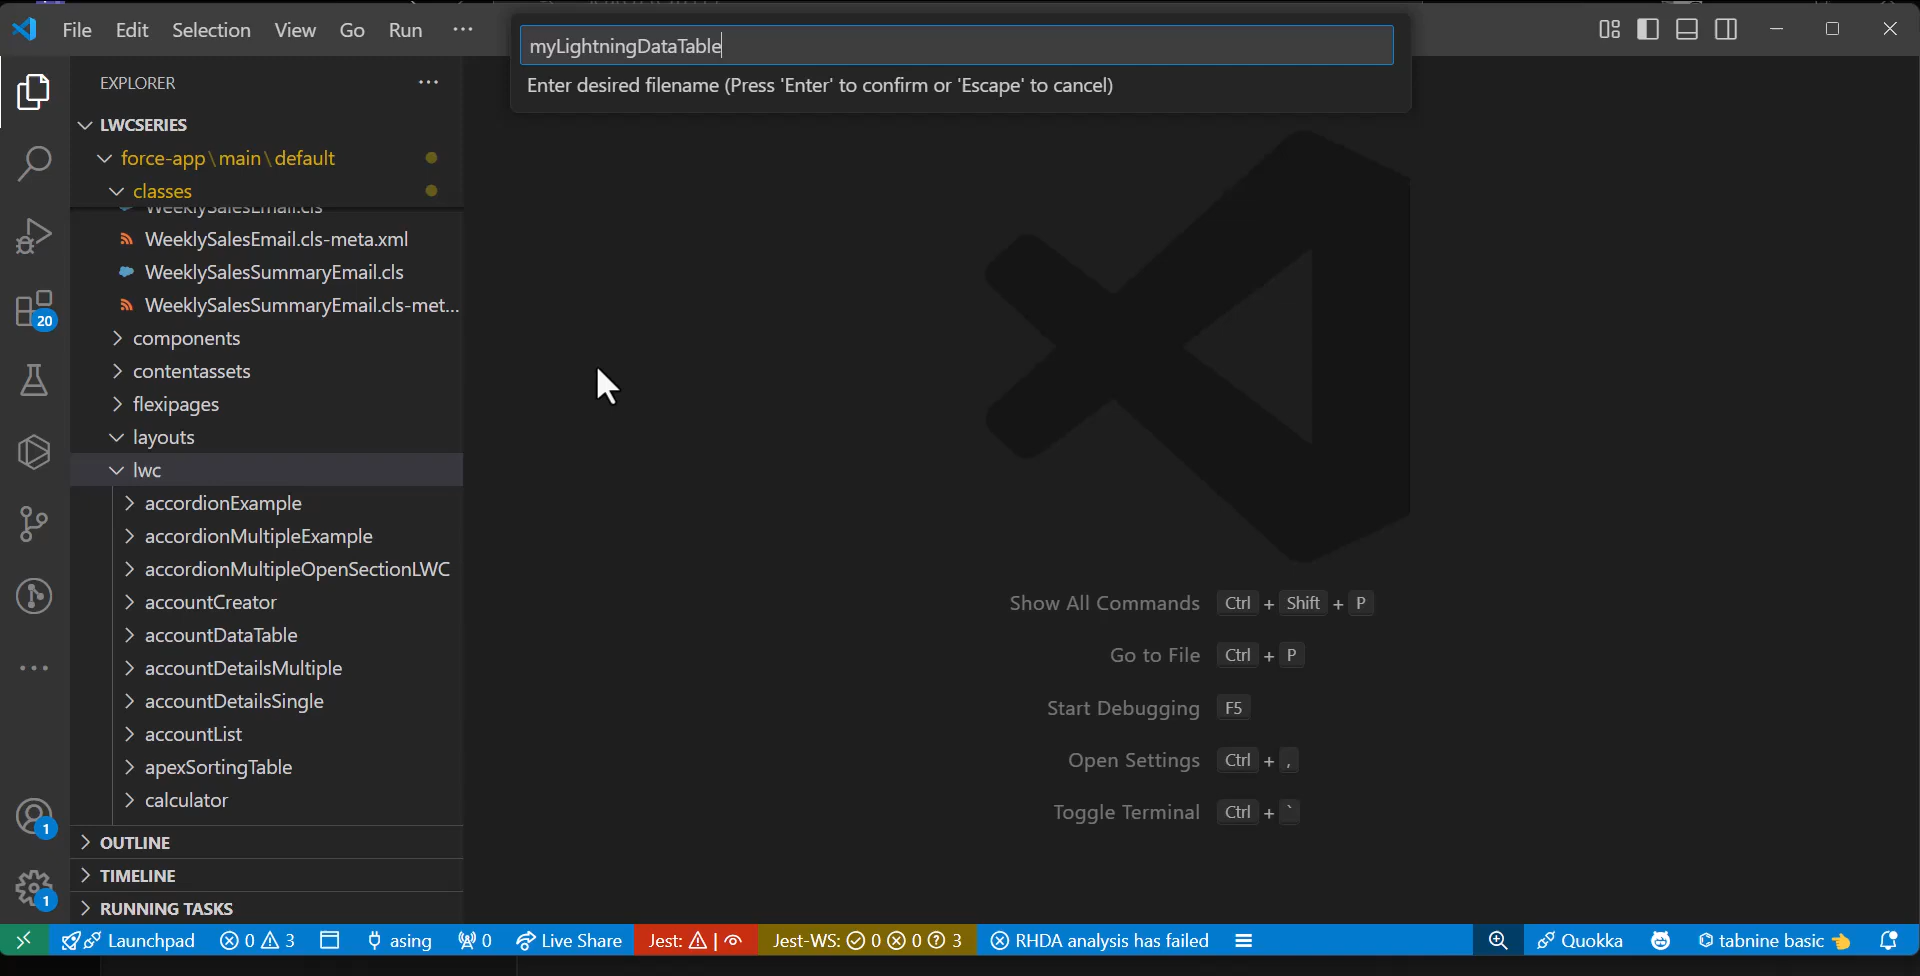 File Edit Selection View Go Run ...
myLightningDataTable
Enter desired filename (Press 'Enter' to confirm or 'Escape' to cancel)
EXPLORER
LWCSERIES
force-app\main\default
classes
WeeklySalesEmail.cls
WeeklySalesEmail.cls-meta.xml
WeeklySalesSummaryEmail.cls
WeeklySalesSummaryEmail.cls-met...
components
contentassets
flexipages
layouts
lwc
accordionExample
accordionMultipleExample
accordionMultipleOpenSectionLWC
accountCreator
accountDataTable
accountDetailsMultiple
accountDetailsSingle
accountList
apexSortingTable
calculator
OUTLINE
TIMELINE
RUNNING TASKS
20
1
1
Show All Commands Ctrl + Shift + P
Go to File Ctrl + P
Start Debugging F5
Open Settings Ctrl + ,
Toggle Terminal Ctrl + `
Launchpad 0 3 asing 0 Live Share Jest: | Jest-WS: 0 0 3 RHDA analysis has failed Quokka tabnine basic